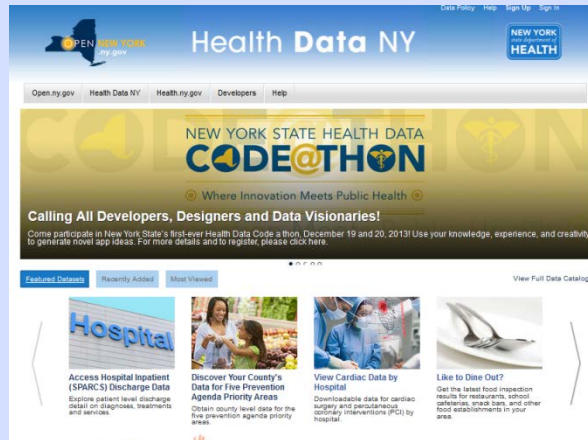 Data Policy Help Sign Up Sign In
OPEN NEW YORK
.ny.gov
Health Data NY
NEW YORK
state department of
HEALTH
Open.ny.gov Health Data NY Health.ny.gov Developers Help
NEW YORK STATE HEALTH DATA
CODE@THON
Where Innovation Meets Public Health
Calling All Developers, Designers and Data Visionaries!
Come participate in New York State's first-ever Health Data Code a thon, December 19 and 20, 2013! Use your knowledge, experience, and creativity
to generate novel app ideas. For more details and to register, please click here.
Featured Datasets Recently Added Most Viewed View Full Data Catalog
Hospital
Access Hospital Inpatient
(SPARCS) Discharge Data
Explore patient level discharge
detail on diagnoses, treatments
and services.
Discover Your County's
Data for Five Prevention
Agenda Priority Areas
Obtain county level data for the
five prevention agenda priority
areas.
View Cardiac Data by
Hospital
Downloadable data for cardiac
surgery and percutaneous
coronary interventions (PCI) by
hospital.
Like to Dine Out?
Get the latest food inspection
results for restaurants, school
cafeterias, snack bars, and other
food establishments in your
area.